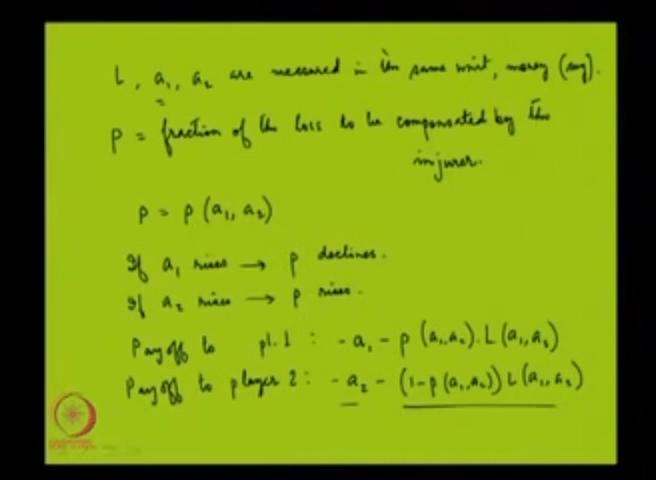 L, a₁, a₂ are measured in the same unit, money (say).
p = fraction of the loss to be compensated by the
injurer.
p = p (a₁, a₂)
If a₁ rises → p declines.
If a₂ rises → p rises.
Payoff to pl. 1 : - a₁ - p (a₁,a₂). L (a₁, a₂)
Payoff to player 2 : - a₂ - (1-p (a₁,a₂)) L (a₁, a₂)